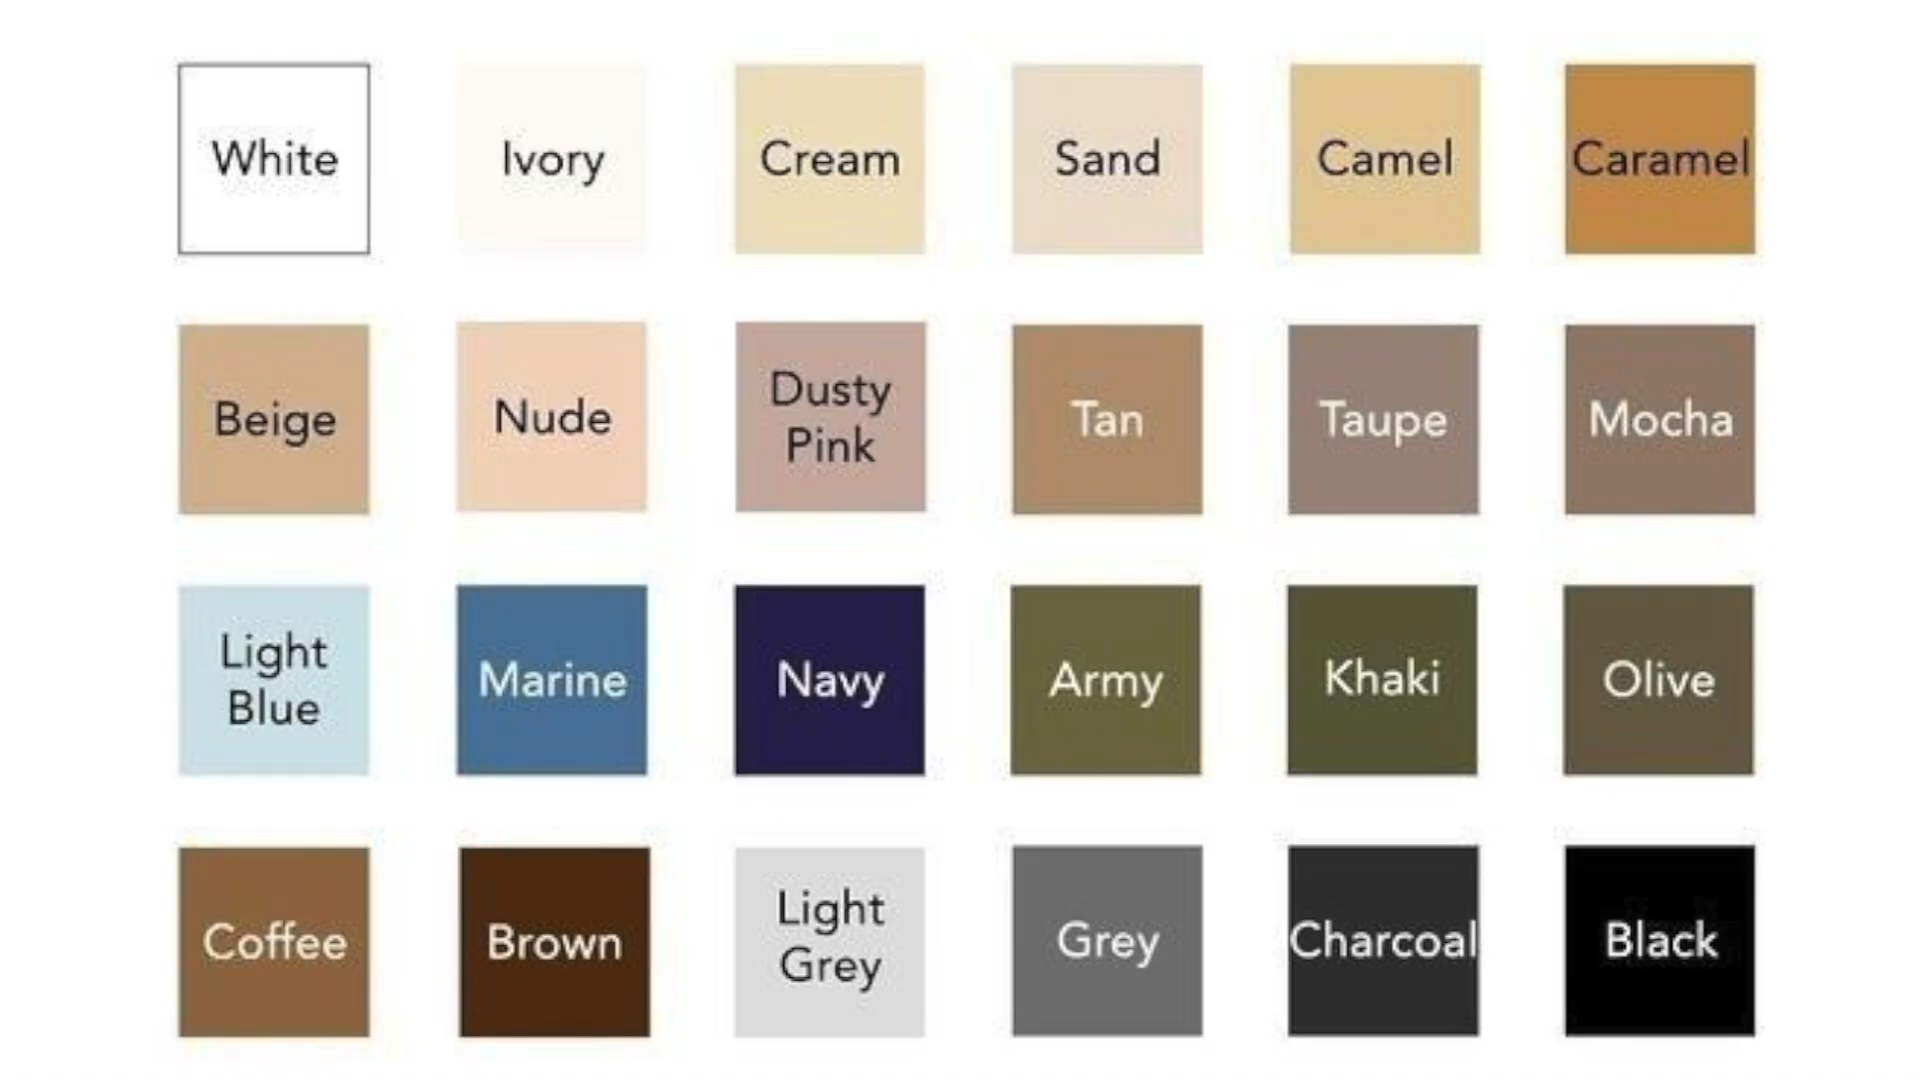 White
Ivory
Cream
Sand
Camel
Caramel
Beige
Nude
Dusty
Pink
Tan
Taupe
Mocha
Light
Blue
Marine
Navy
Army
Khaki
Olive
Coffee
Brown
Light
Grey
Grey
Charcoal
Black